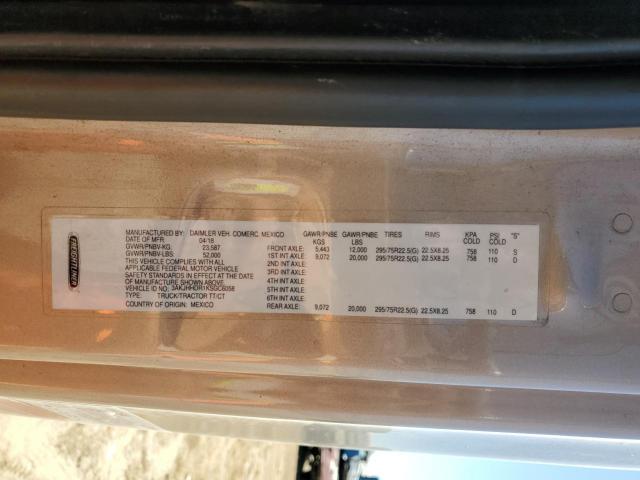 FREIGHTLINER
MANUFACTURED BY: DAIMLER VEH. COMERC. MEXICO GAWR/PNBE KGS GAWR/PNBE LBS TIRES RIMS KPA COLD PSI COLD "S"
DATE OF MFR: 04/18
GVWR/PNBV-KG: 23,587 FRONT AXLE: 5,443 12,000 295/75R22.5(G) 22.5X8.25 758 110 S
GVWR/PNBV-LBS: 52,000 1ST INT AXLE: 9,072 20,000 295/75R22.5(G) 22.5X8.25 758 110 D
THIS VEHICLE COMPLIES WITH ALL 2ND INT AXLE:
APPLICABLE FEDERAL MOTOR VEHICLE 3RD INT AXLE:
SAFETY STANDARDS IN EFFECT AT THE DATE
OF MANUFACTURE SHOWN ABOVE. 4TH INT AXLE:
VEHICLE ID NO.: 3AKJHHDR1KSGC6058 5TH INT AXLE:
TYPE: TRUCK/TRACTOR TT/CT 6TH INT AXLE:
COUNTRY OF ORIGIN: MEXICO REAR AXLE: 9,072 20,000 295/75R22.5(G) 22.5X8.25 758 110 D